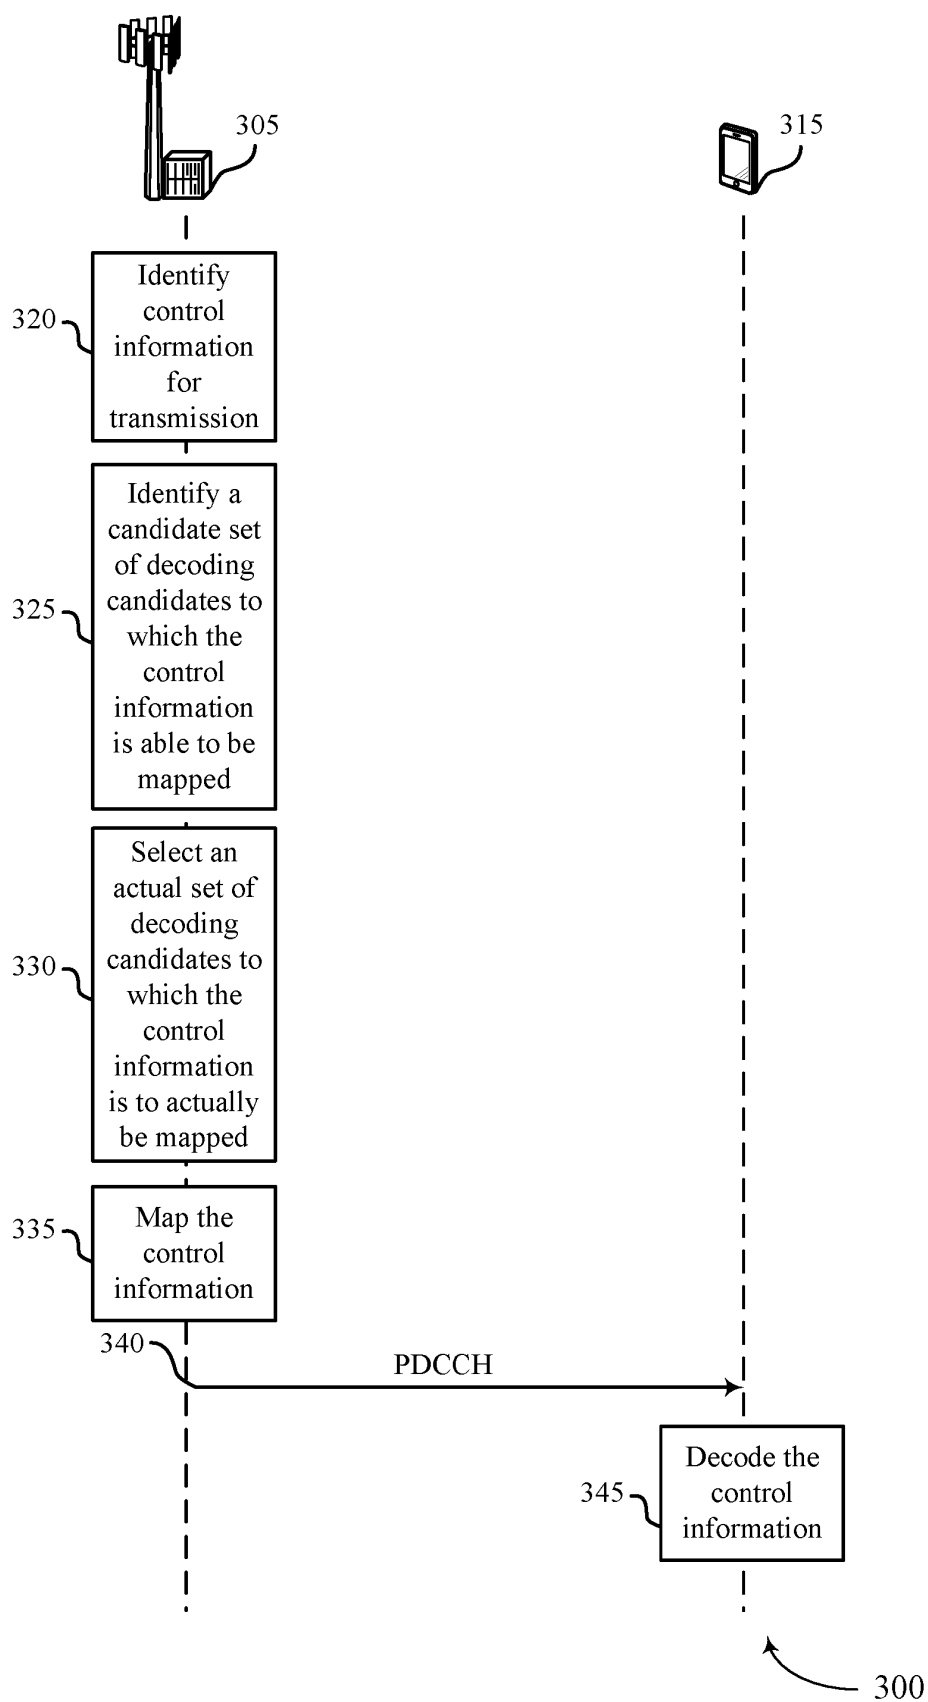 305
315
320
Identify
control
information
for
transmission
325
Identify a
candidate set
of decoding
candidates to
which the
control
information
is able to be
mapped
330
Select an
actual set of
decoding
candidates to
which the
control
information
is to actually
be mapped
335
Map the
control
information
340
PDCCH
345
Decode the
control
information
300